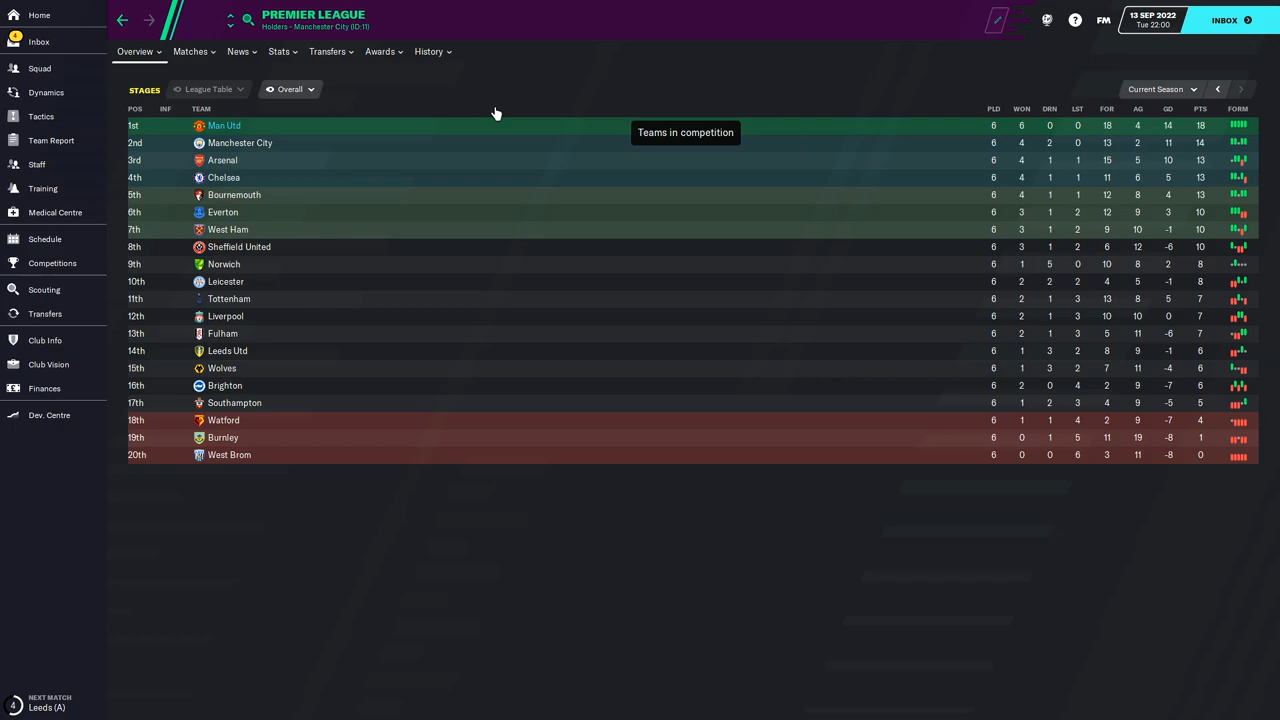 Home
4
Inbox
Squad
Dynamics
Tactics
Team Report
Staff
Training
Medical Centre
Schedule
Competitions
Scouting
Transfers
Club Info
Club Vision
Finances
Dev. Centre
4 NEXT MATCH
Leeds (A)
PREMIER LEAGUE
Holders - Manchester City (ID:11)
? FM
13 SEP 2022
Tue 22:00
INBOX
Overview Matches News Stats Transfers Awards History
STAGES League Table Overall Current Season
POS INF TEAM PLD WON DRN LST FOR AG GD PTS FORM
Teams in competition
1st Man Utd 6 6 0 0 18 4 14 18
2nd Manchester City 6 4 2 0 13 2 11 14
3rd Arsenal 6 4 1 1 15 5 10 13
4th Chelsea 6 4 1 1 11 6 5 13
5th Bournemouth 6 4 1 1 12 8 4 13
6th Everton 6 3 1 2 12 9 3 10
7th West Ham 6 3 1 2 9 10 -1 10
8th Sheffield United 6 3 1 2 6 12 -6 10
9th Norwich 6 1 5 0 10 8 2 8
10th Leicester 6 2 2 2 4 5 -1 8
11th Tottenham 6 2 1 3 13 8 5 7
12th Liverpool 6 2 1 3 10 10 0 7
13th Fulham 6 2 1 3 5 11 -6 7
14th Leeds Utd 6 1 3 2 8 9 -1 6
15th Wolves 6 1 3 2 7 11 -4 6
16th Brighton 6 2 0 4 2 9 -7 6
17th Southampton 6 1 2 3 4 9 -5 5
18th Watford 6 1 1 4 2 9 -7 4
19th Burnley 6 0 1 5 11 19 -8 1
20th West Brom 6 0 0 6 3 11 -8 0